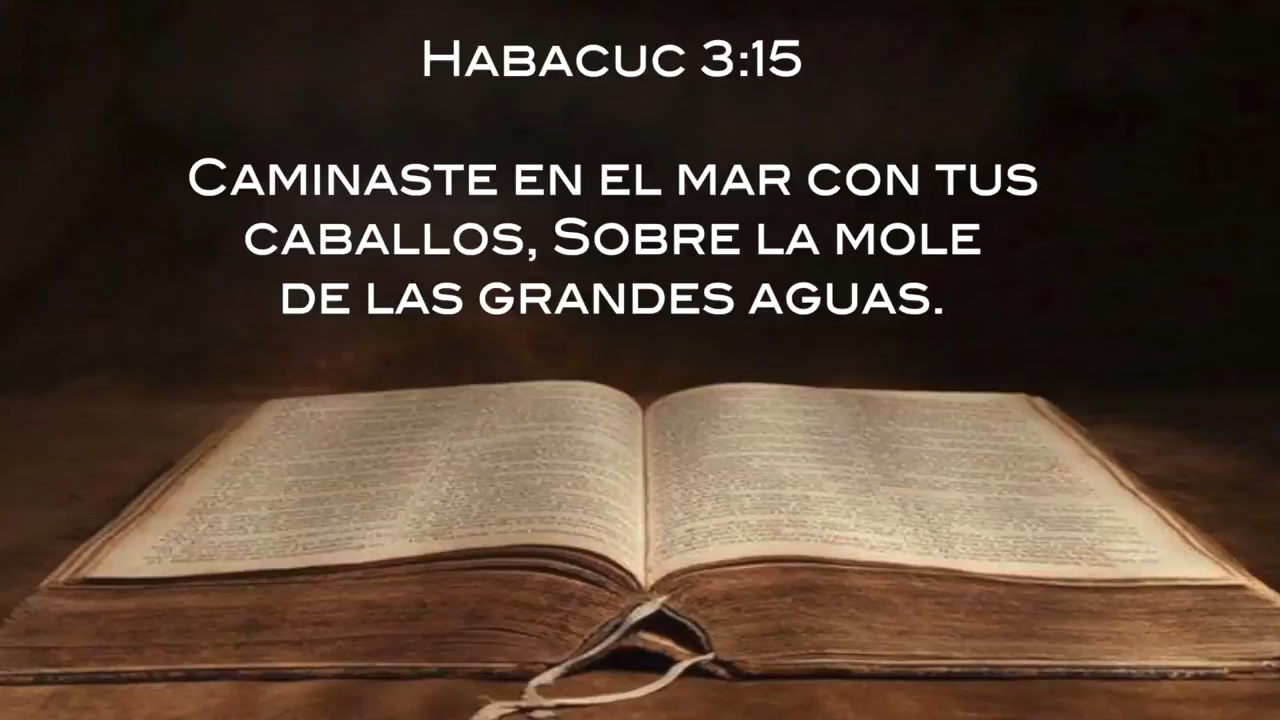 Habacuc 3:15
Caminaste en el mar con tus
caballos, Sobre la mole
de las grandes aguas.